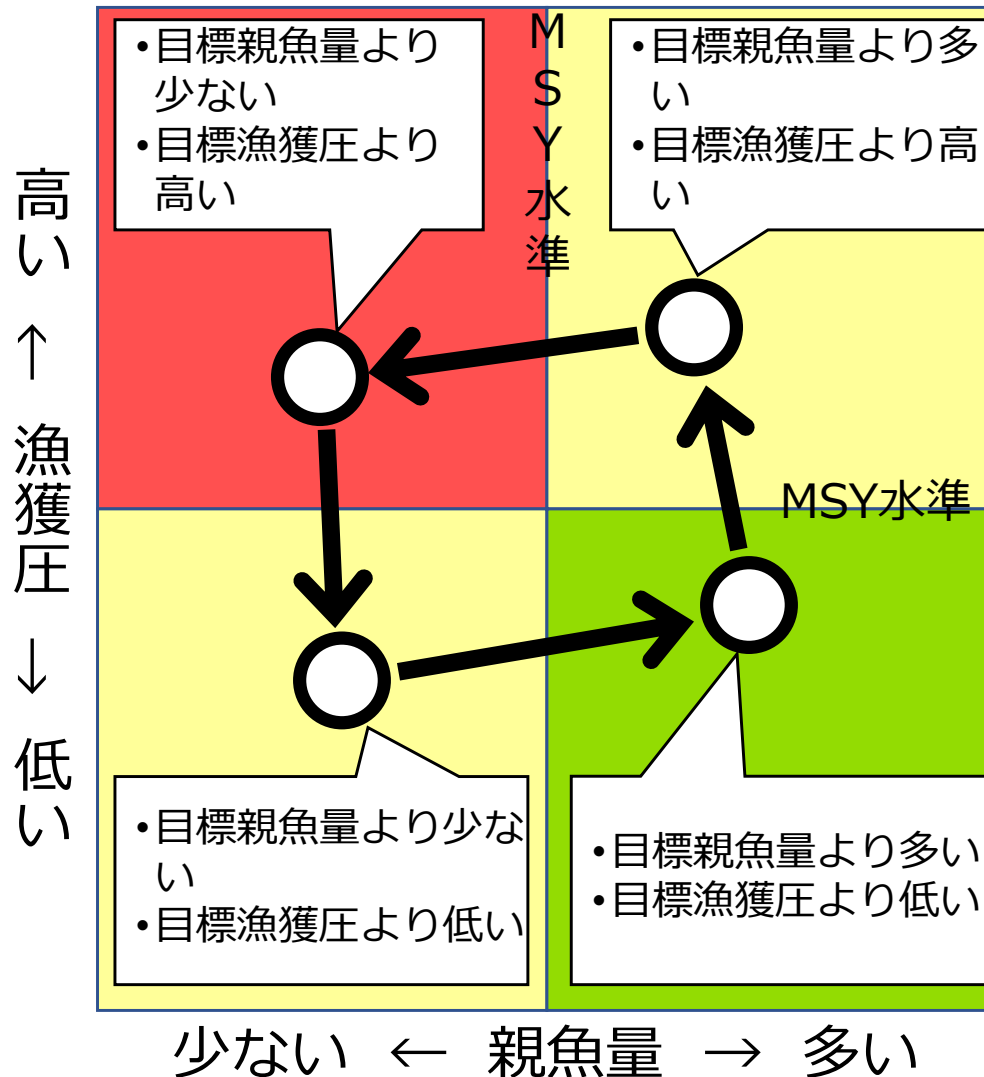 •目標親魚量より
少ない
•目標漁獲圧より
高い
MSY水準
•目標親魚量より多
い
•目標漁獲圧より高
い
高い ↑ 漁獲圧 ↓ 低い
MSY水準
•目標親魚量より少な
い
•目標漁獲圧より低い
•目標親魚量より多い
•目標漁獲圧より低い
少ない ← 親魚量 → 多い